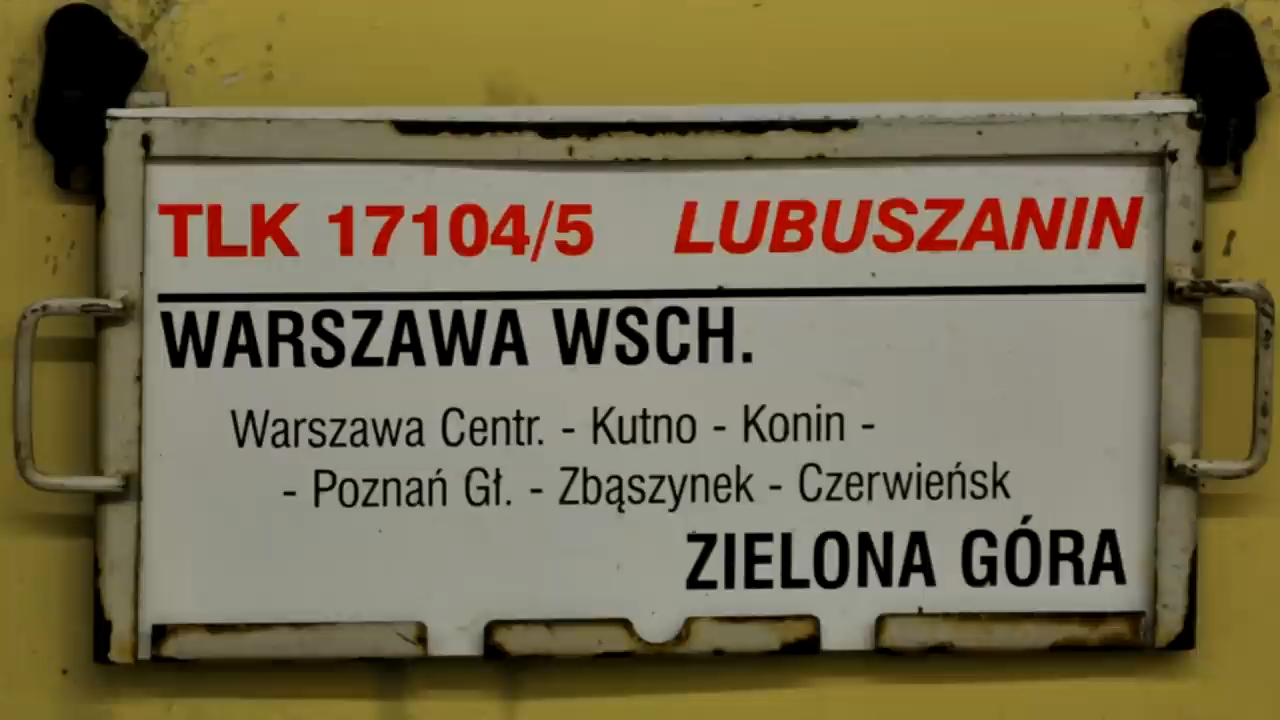 TLK 17104/5 LUBUSZANIN
WARSZAWA WSCH.
Warszawa Centr. - Kutno - Konin -
- Poznań Gł. - Zbąszynek - Czerwieńsk
ZIELONA GÓRA